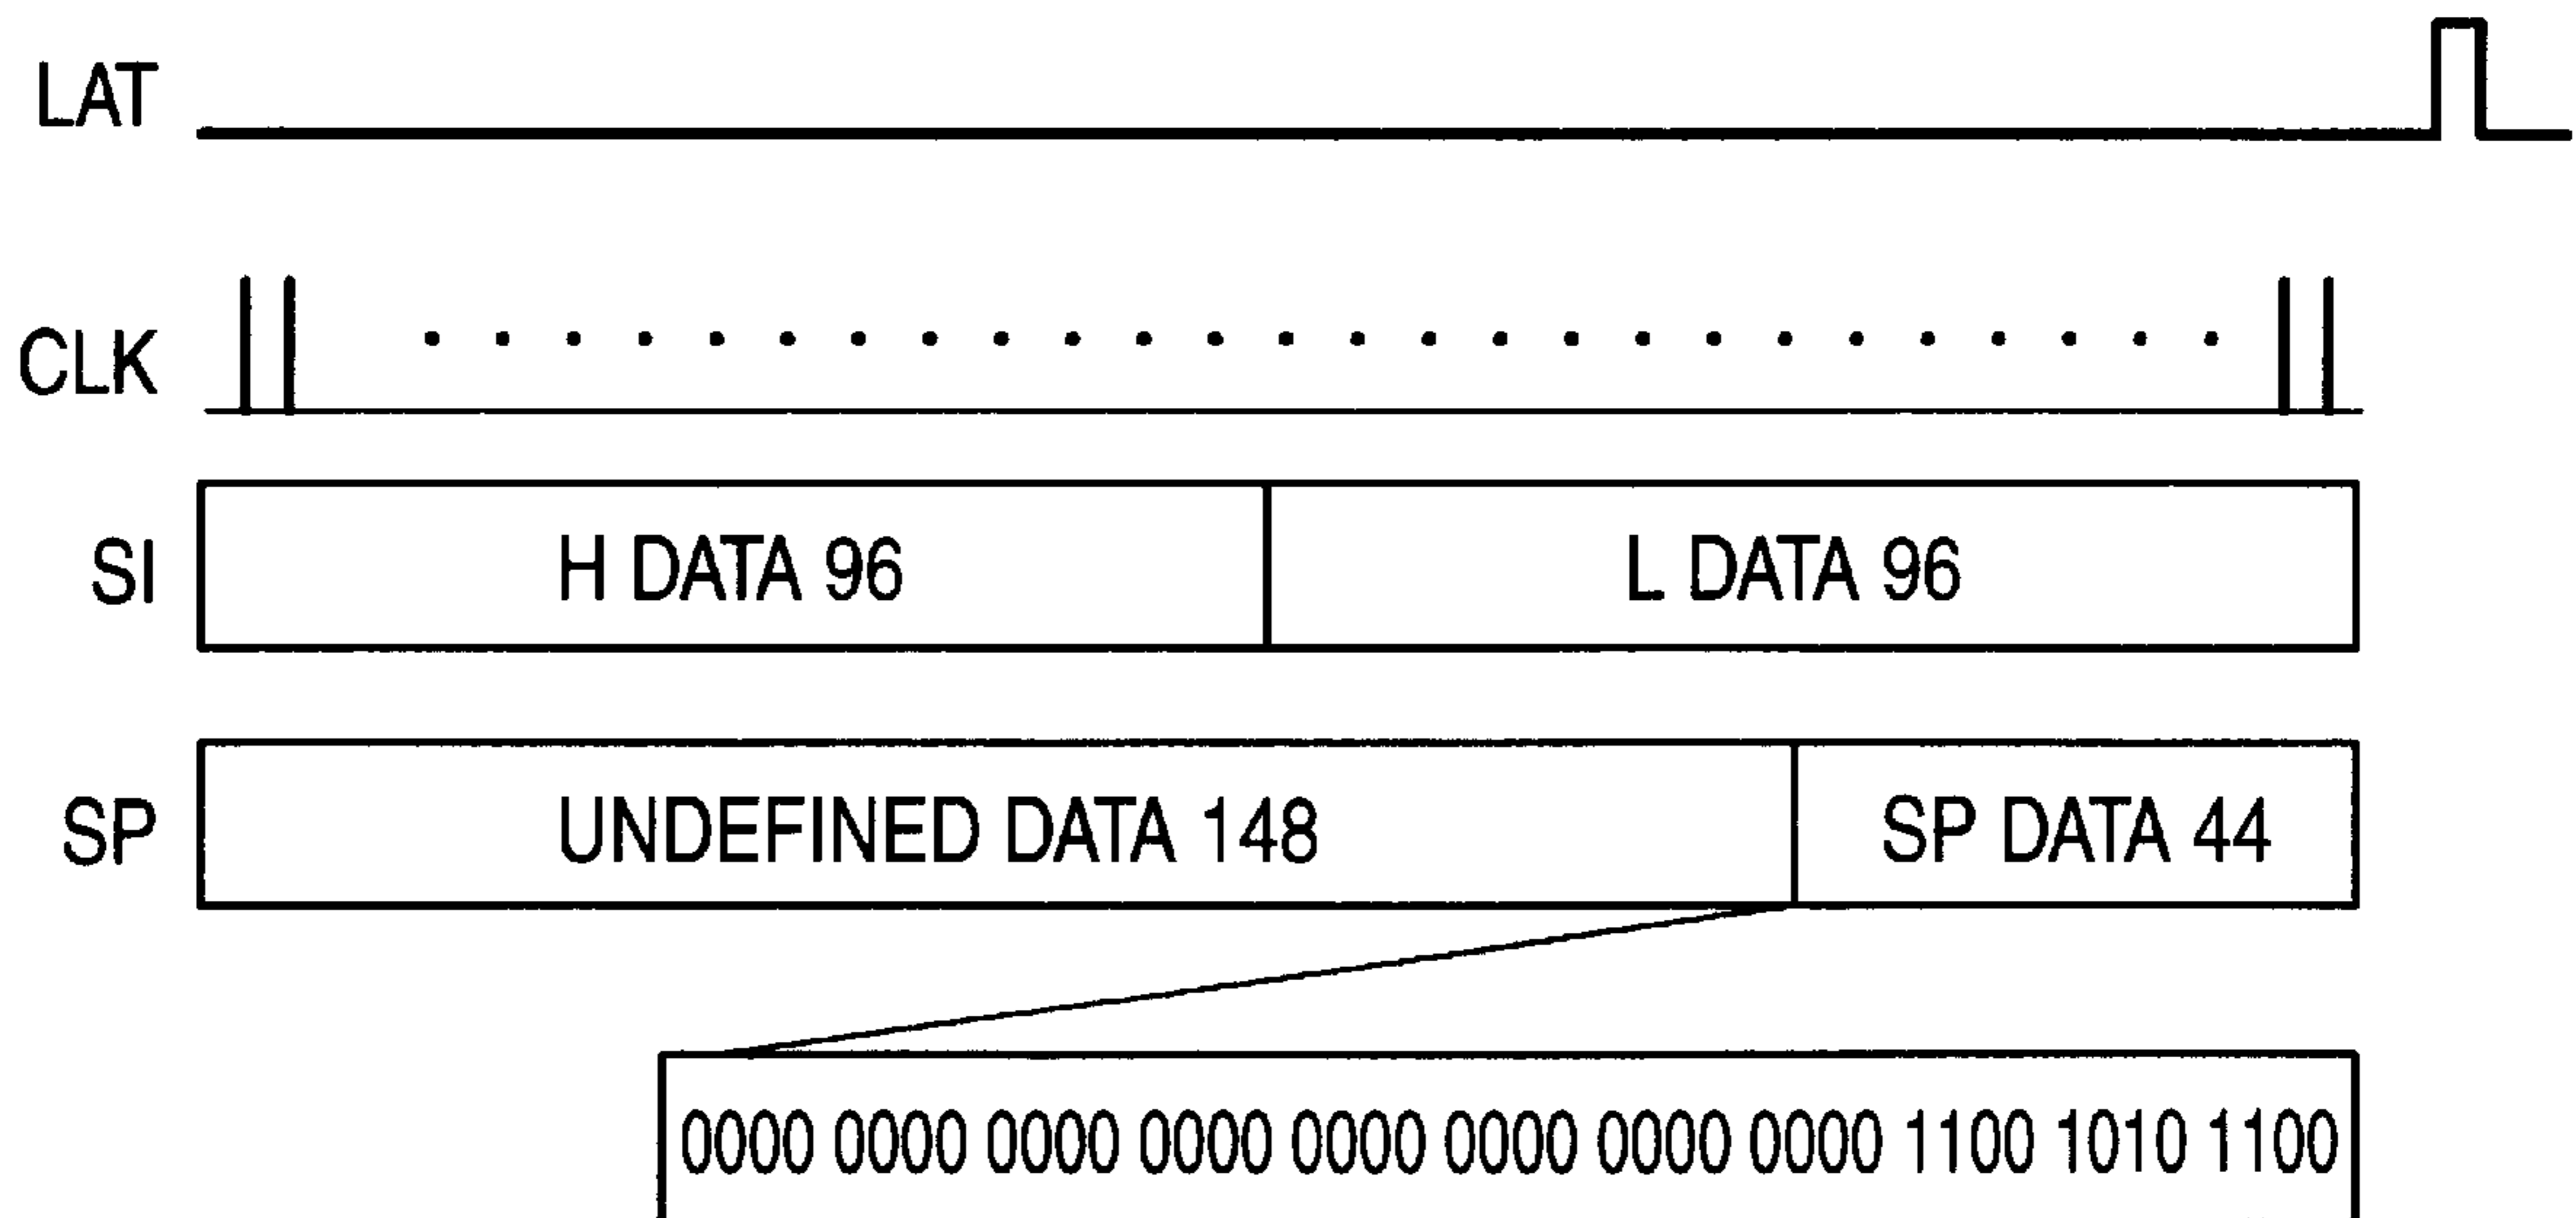 LAT
CLK
SI H DATA 96 L DATA 96
SP UNDEFINED DATA 148 SP DATA 44
0000 0000 0000 0000 0000 0000 0000 0000 1100 1010 1100